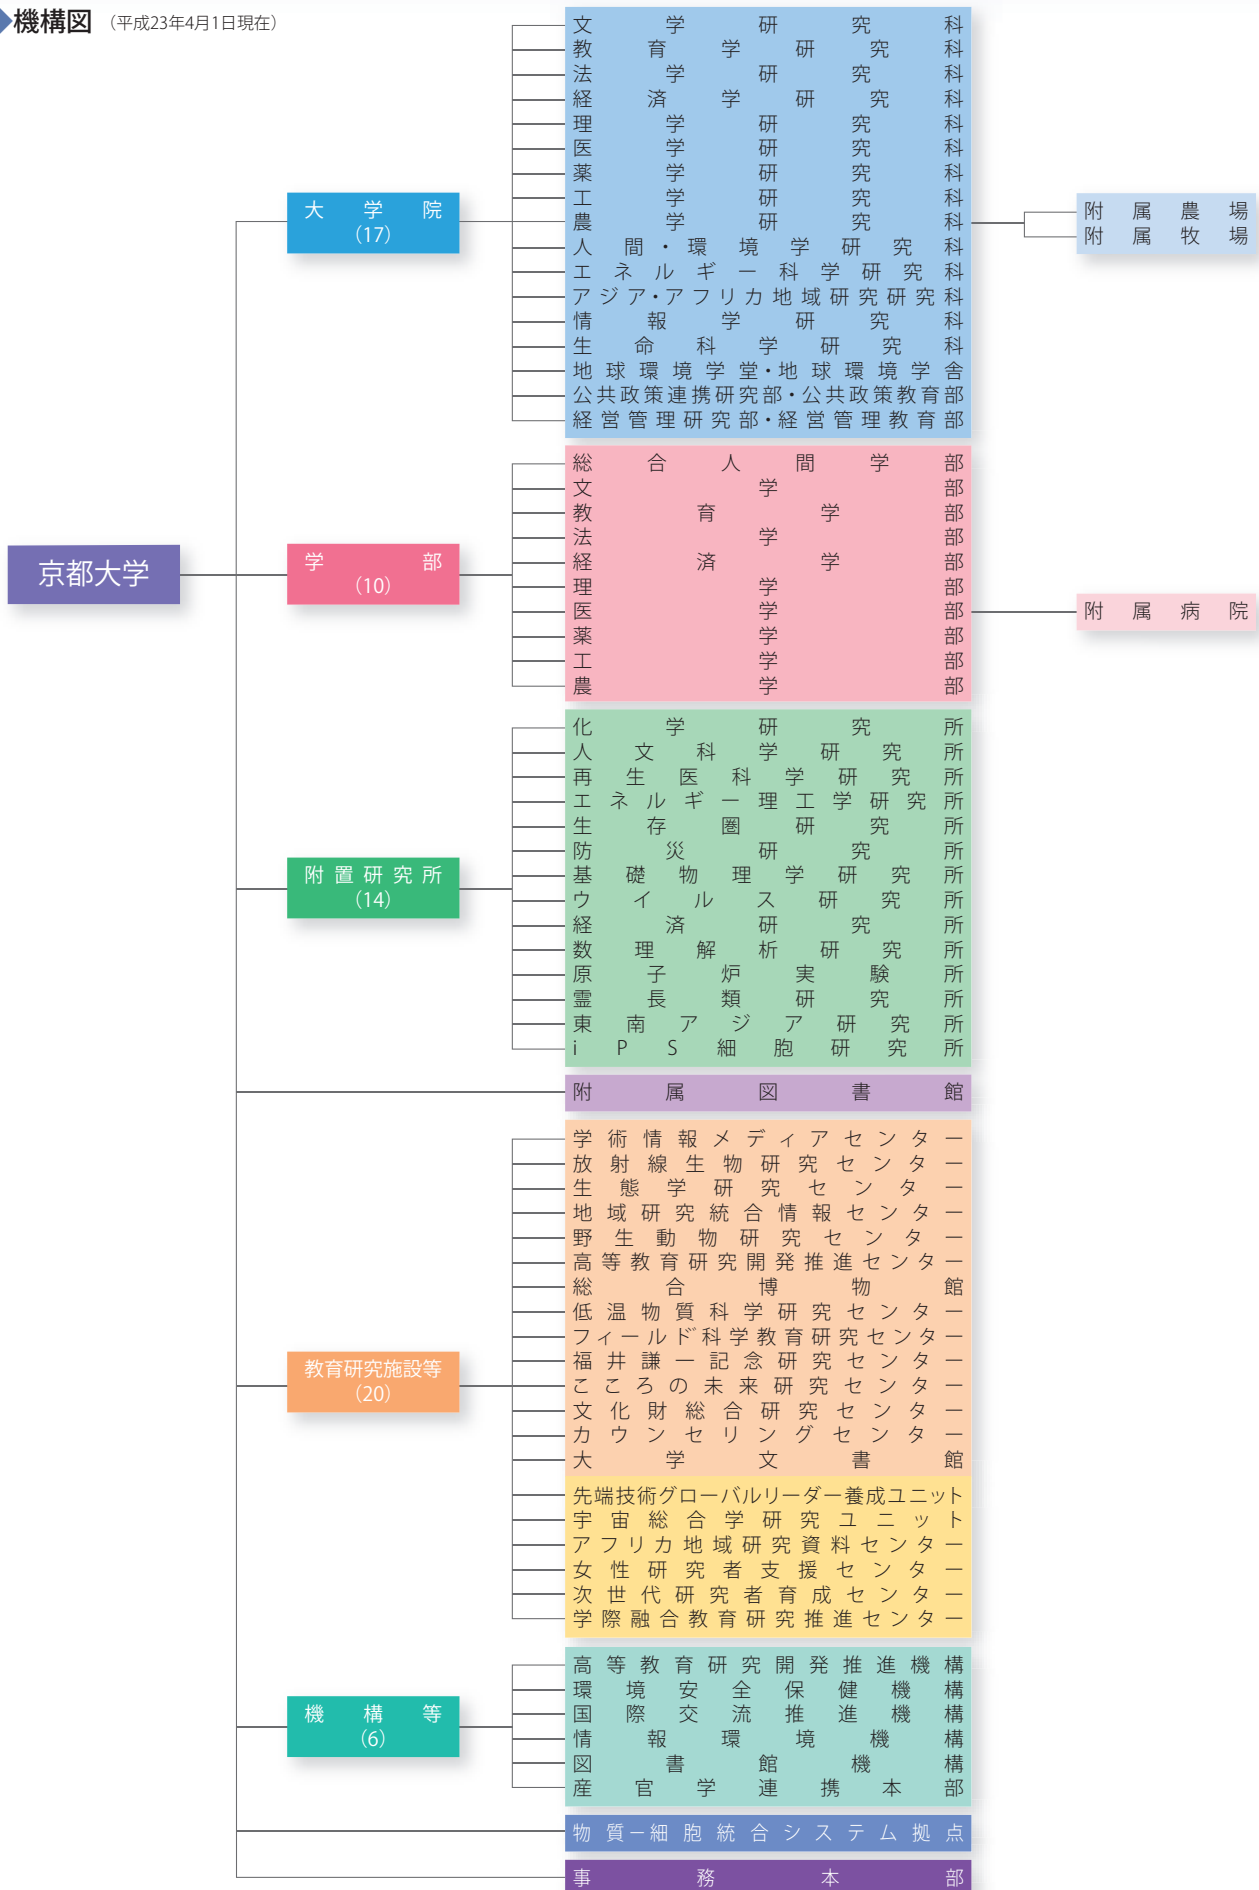 機構図 （平成23年4月1日現在）
京都大学
大学院
（17）
文学研究科
教育学研究科
法学研究科
経済学研究科
理学研究科
医学研究科
薬学研究科
工学研究科
農学研究科
人間・環境学研究科
エネルギー科学研究科
アジア・アフリカ地域研究研究科
情報学研究科
生命科学研究科
地球環境学堂・地球環境学舎
公共政策連携研究部・公共政策教育部
経営管理研究部・経営管理教育部
附属農場
附属牧場
学部
（10）
総合人間学部
文学部
教育学部
法学部
経済学部
理学部
医学部
薬学部
工学部
農学部
附属病院
附置研究所
（14）
化学研究所
人文科学研究所
再生医科学研究所
エネルギー理工学研究所
生存圏研究所
防災研究所
基礎物理学研究所
ウイルス研究所
経済研究所
数理解析研究所
原子炉実験所
霊長類研究所
東南アジア研究所
iPS細胞研究所
附属図書館
教育研究施設等
（20）
学術情報メディアセンター
放射線生物研究センター
生態学研究センター
地域研究統合情報センター
野生動物研究センター
高等教育研究開発推進センター
総合博物館
低温物質科学研究センター
フィールド科学教育研究センター
福井謙一記念研究センター
こころの未来研究センター
文化財総合研究センター
カウンセリングセンター
大学文書館
先端技術グローバルリーダー養成ユニット
宇宙総合学研究ユニット
アフリカ地域研究資料センター
女性研究者支援センター
次世代研究者育成センター
学際融合教育研究推進センター
機構等
（6）
高等教育研究開発推進機構
環境安全保健機構
国際交流推進機構
情報環境機構
図書館機構
産官学連携本部
物質－細胞統合システム拠点
事務本部